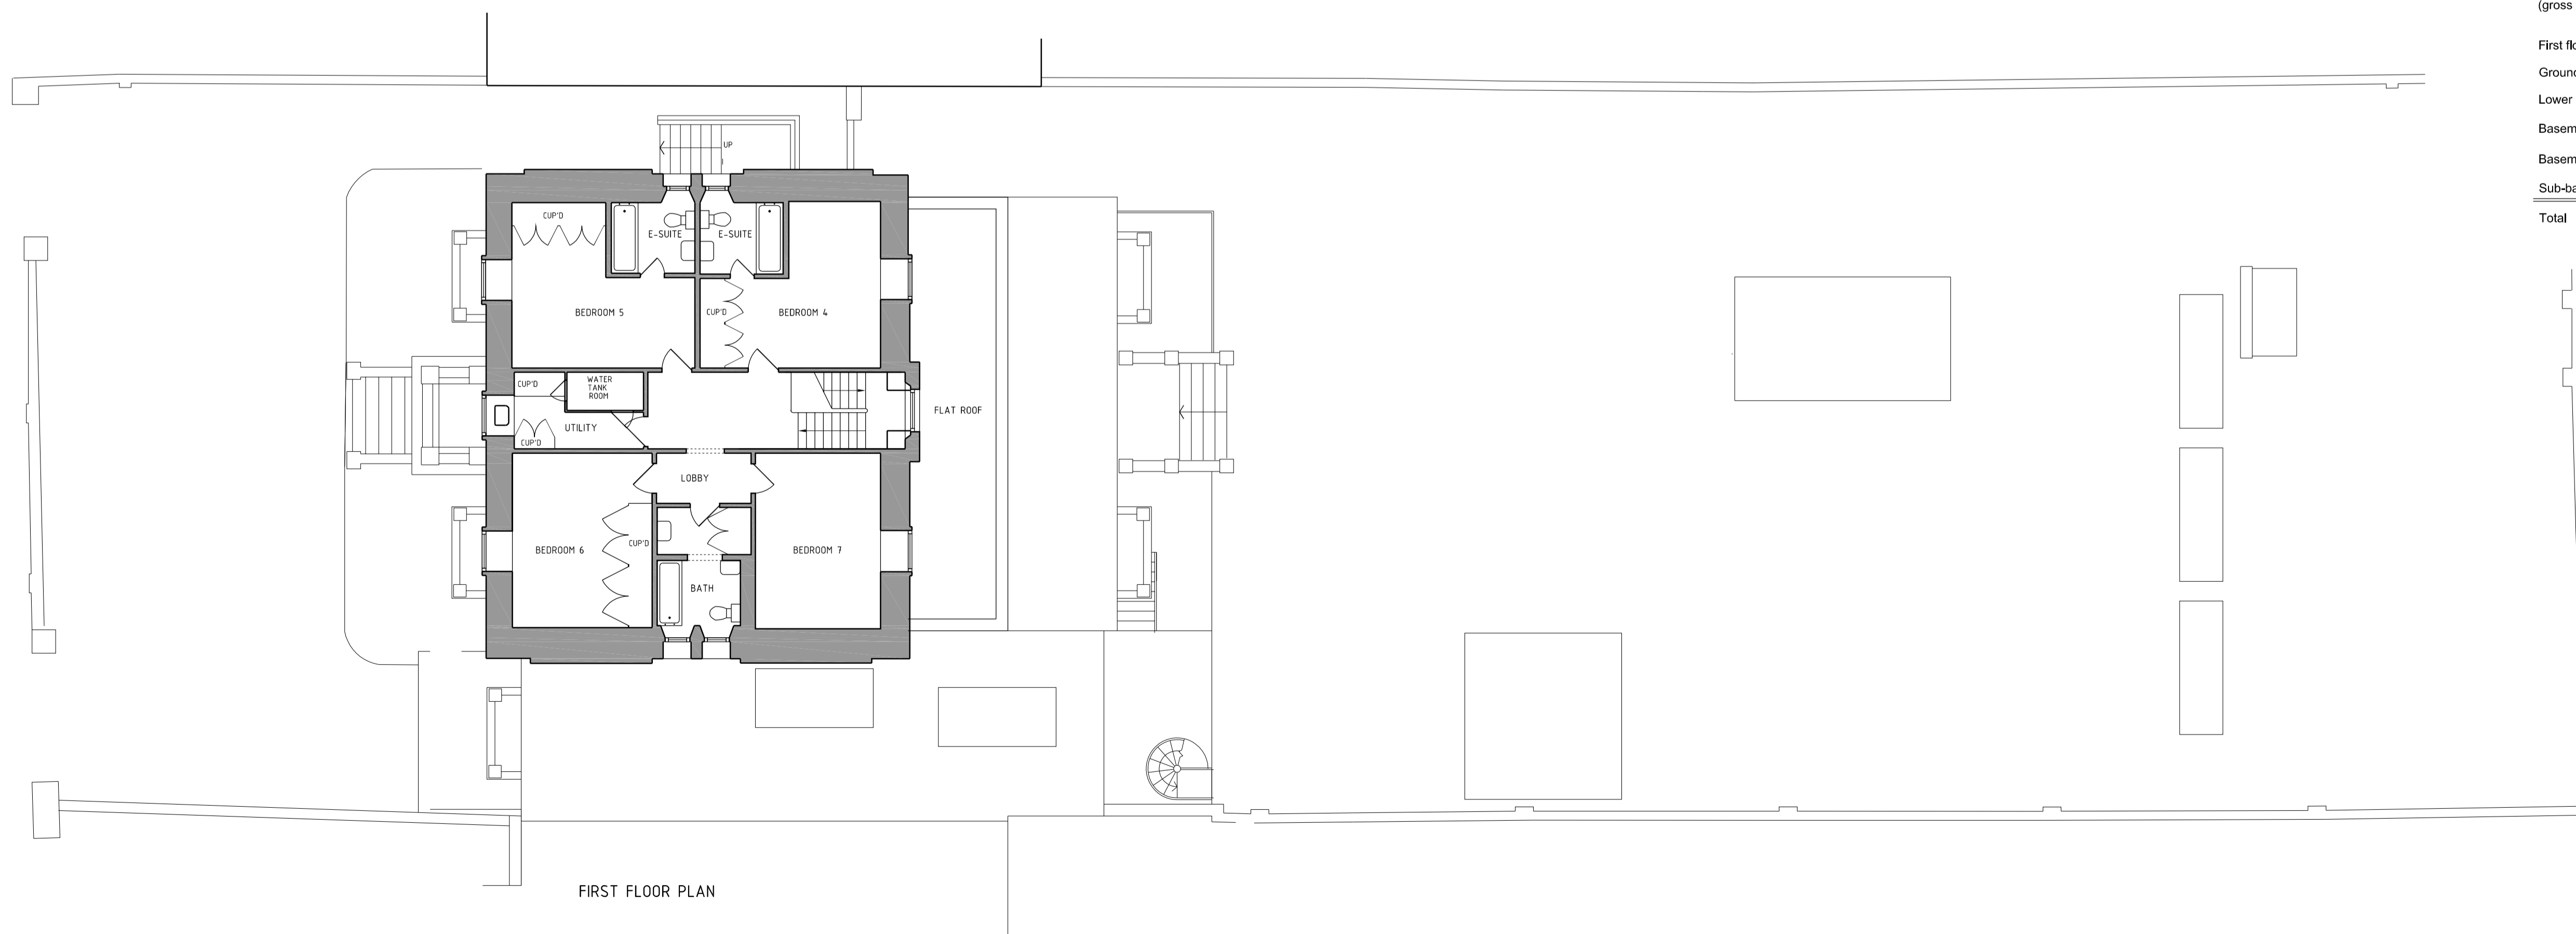 (gross
First flo
Ground
Lower
Basem
Basem
Sub-ba
Total
UP
CUP'D
E-SUITE
E-SUITE
BEDROOM 5
CUP'D
BEDROOM 4
CUP'D
WATER
TANK
ROOM
FLAT ROOF
UTILITY
CUP'D
LOBBY
CUP'D
BEDROOM 6
BEDROOM 7
BATH
FIRST FLOOR PLAN